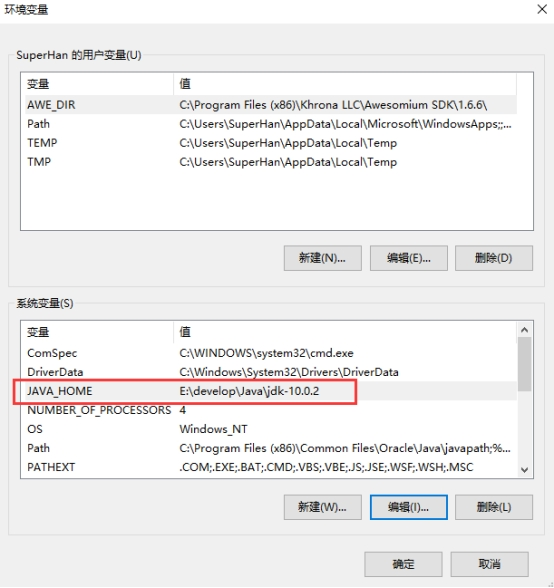 环境变量
SuperHan 的用户变量(U)
变量 值
AWE_DIR C:\Program Files (x86)\Khrona LLC\Awesomium SDK\1.6.6\
Path C:\Users\SuperHan\AppData\Local\Microsoft\WindowsApps;;...
TEMP C:\Users\SuperHan\AppData\Local\Temp
TMP C:\Users\SuperHan\AppData\Local\Temp
新建(N)... 编辑(E)... 删除(D)
系统变量(S)
变量 值
ComSpec C:\WINDOWS\system32\cmd.exe
DriverData C:\Windows\System32\Drivers\DriverData
JAVA_HOME E:\develop\Java\jdk-10.0.2
NUMBER_OF_PROCESSORS 4
OS Windows_NT
Path C:\Program Files (x86)\Common Files\Oracle\Java\javapath;%...
PATHEXT .COM;.EXE;.BAT;.CMD;.VBS;.VBE;.JS;.JSE;.WSF;.WSH;.MSC
新建(W)... 编辑(I)... 删除(L)
确定 取消